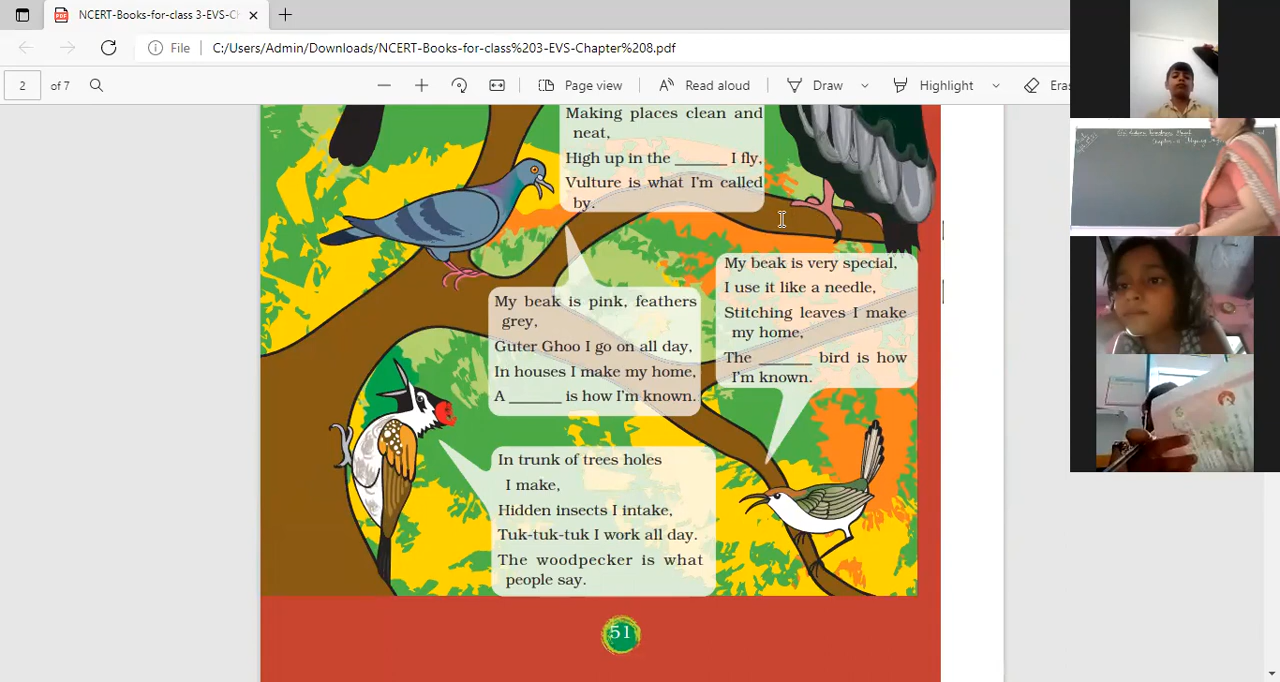 NCERT-Books-for-class 3-EVS-C
File
C:/Users/Admin/Downloads/NCERT-Books-for-class%203-EVS-Chapter%208.pdf
2 of 7
Page view
Read aloud
Draw
Highlight
Making places clean and
neat,
High up in the ______ I fly,
Vulture is what I'm called
by.
My beak is pink, feathers
grey,
Guter Ghoo I go on all day,
In houses I make my home,
A ______ is how I'm known.
My beak is very special,
I use it like a needle,
Stitching leaves I make
my home,
The ______ bird is how
I'm known.
In trunk of trees holes
I make,
Hidden insects I intake,
Tuk-tuk-tuk I work all day.
The woodpecker is what
people say.
51